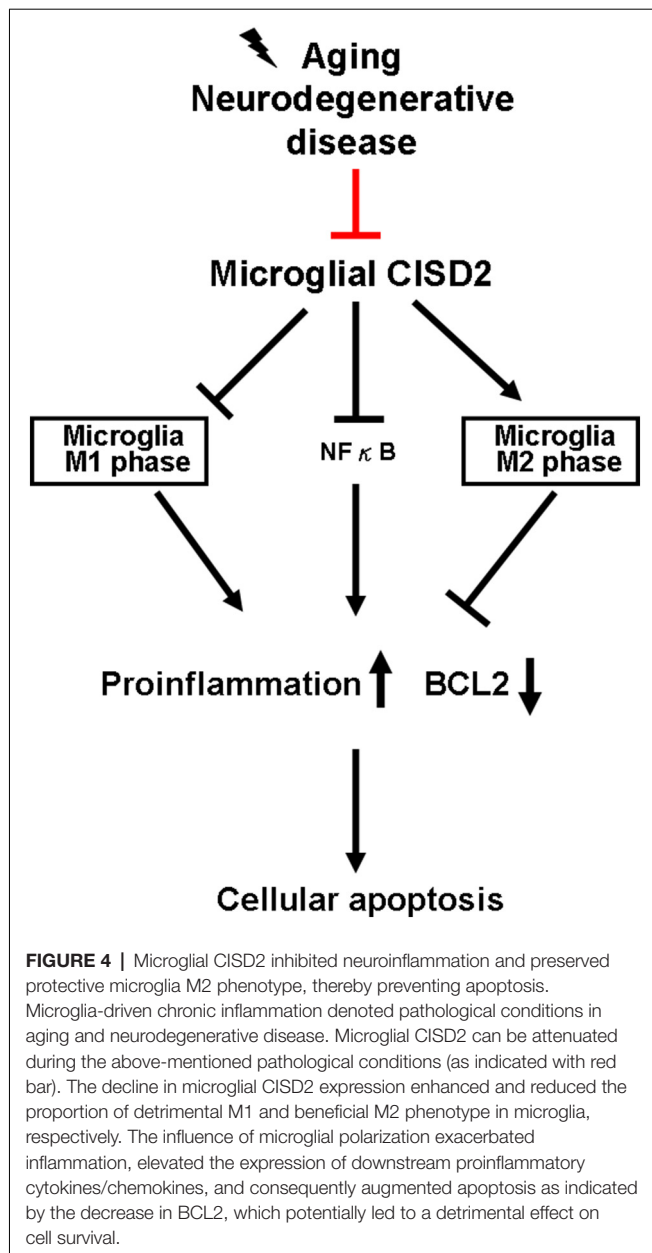 Aging
Neurodegenerative
disease
Microglial CISD2
Microglia
M1 phase
NF κ B
Microglia
M2 phase
Proinflammation
BCL2
Cellular apoptosis
FIGURE 4 | Microglial CISD2 inhibited neuroinflammation and preserved
protective microglia M2 phenotype, thereby preventing apoptosis.
Microglia-driven chronic inflammation denoted pathological conditions in
aging and neurodegenerative disease. Microglial CISD2 can be attenuated
during the above-mentioned pathological conditions (as indicated with red
bar). The decline in microglial CISD2 expression enhanced and reduced the
proportion of detrimental M1 and beneficial M2 phenotype in microglia,
respectively. The influence of microglial polarization exacerbated
inflammation, elevated the expression of downstream proinflammatory
cytokines/chemokines, and consequently augmented apoptosis as indicated
by the decrease in BCL2, which potentially led to a detrimental effect on
cell survival.